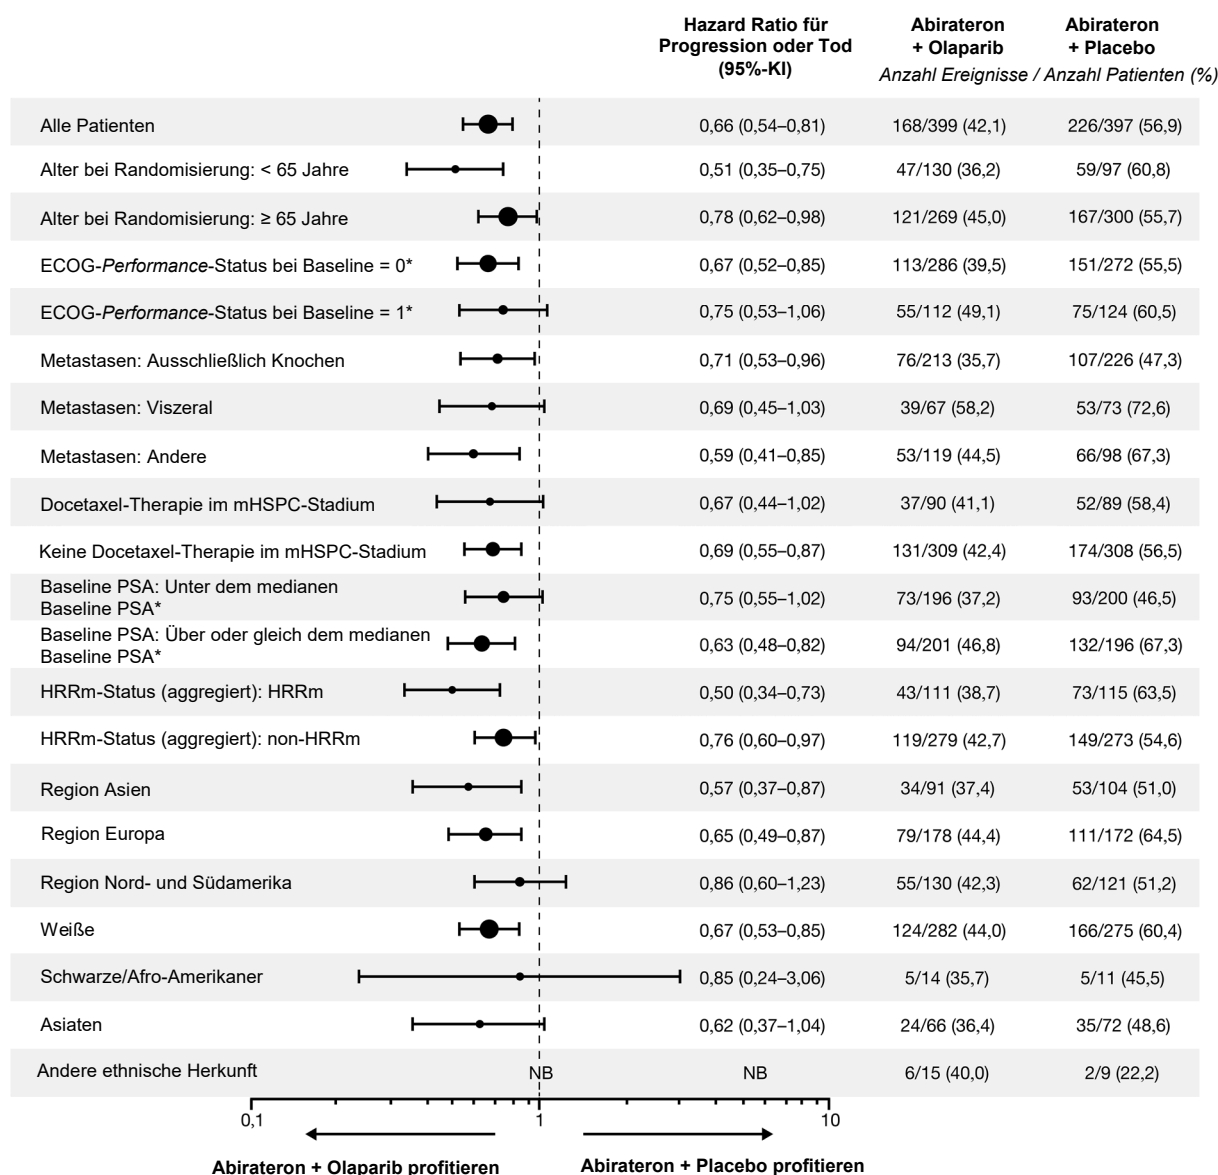 Hazard Ratio für Progression oder Tod (95%-KI) Abirateron + Olaparib Abirateron + Placebo
Anzahl Ereignisse / Anzahl Patienten (%)
Alle Patienten 0,66 (0,54–0,81) 168/399 (42,1) 226/397 (56,9)
Alter bei Randomisierung: < 65 Jahre 0,51 (0,35–0,75) 47/130 (36,2) 59/97 (60,8)
Alter bei Randomisierung: ≥ 65 Jahre 0,78 (0,62–0,98) 121/269 (45,0) 167/300 (55,7)
ECOG-Performance-Status bei Baseline = 0* 0,67 (0,52–0,85) 113/286 (39,5) 151/272 (55,5)
ECOG-Performance-Status bei Baseline = 1* 0,75 (0,53–1,06) 55/112 (49,1) 75/124 (60,5)
Metastasen: Ausschließlich Knochen 0,71 (0,53–0,96) 76/213 (35,7) 107/226 (47,3)
Metastasen: Viszeral 0,69 (0,45–1,03) 39/67 (58,2) 53/73 (72,6)
Metastasen: Andere 0,59 (0,41–0,85) 53/119 (44,5) 66/98 (67,3)
Docetaxel-Therapie im mHSPC-Stadium 0,67 (0,44–1,02) 37/90 (41,1) 52/89 (58,4)
Keine Docetaxel-Therapie im mHSPC-Stadium 0,69 (0,55–0,87) 131/309 (42,4) 174/308 (56,5)
Baseline PSA: Unter dem medianen
Baseline PSA* 0,75 (0,55–1,02) 73/196 (37,2) 93/200 (46,5)
Baseline PSA: Über oder gleich dem medianen
Baseline PSA* 0,63 (0,48–0,82) 94/201 (46,8) 132/196 (67,3)
HRRm-Status (aggregiert): HRRm 0,50 (0,34–0,73) 43/111 (38,7) 73/115 (63,5)
HRRm-Status (aggregiert): non-HRRm 0,76 (0,60–0,97) 119/279 (42,7) 149/273 (54,6)
Region Asien 0,57 (0,37–0,87) 34/91 (37,4) 53/104 (51,0)
Region Europa 0,65 (0,49–0,87) 79/178 (44,4) 111/172 (64,5)
Region Nord- und Südamerika 0,86 (0,60–1,23) 55/130 (42,3) 62/121 (51,2)
Weiße 0,67 (0,53–0,85) 124/282 (44,0) 166/275 (60,4)
Schwarze/Afro-Amerikaner 0,85 (0,24–3,06) 5/14 (35,7) 5/11 (45,5)
Asiaten 0,62 (0,37–1,04) 24/66 (36,4) 35/72 (48,6)
Andere ethnische Herkunft NB NB 6/15 (40,0) 2/9 (22,2)
0,1 1 10
Abirateron + Olaparib profitieren Abirateron + Placebo profitieren